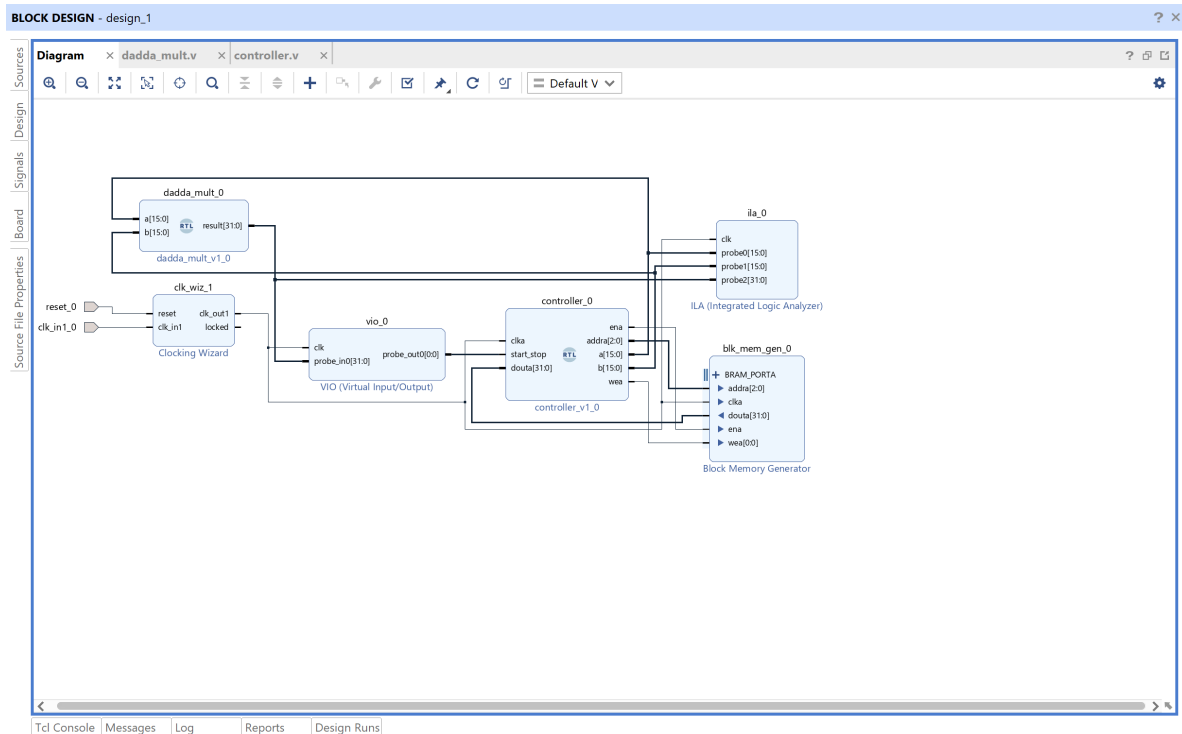 BLOCK DESIGN - design_1
? ×
Sources
Design
Signals
Board
Source File Properties
Diagram × dadda_mult.v × controller.v ×
?
Default V
dadda_mult_0
a[15:0]
b[15:0]
RTL
result[31:0]
dadda_mult_v1_0
clk_wiz_1
reset_0
clk_in1_0
reset clk_out1
clk_in1 locked
Clocking Wizard
vio_0
clk
probe_in0[31:0]
probe_out0[0:0]
VIO (Virtual Input/Output)
controller_0
clka
start_stop
douta[31:0]
RTL
ena
addra[2:0]
a[15:0]
b[15:0]
wea
controller_v1_0
ila_0
clk
probe0[15:0]
probe1[15:0]
probe2[31:0]
ILA (Integrated Logic Analyzer)
blk_mem_gen_0
BRAM_PORTA
addra[2:0]
clka
douta[31:0]
ena
wea[0:0]
Block Memory Generator
Tcl Console Messages Log Reports Design Runs